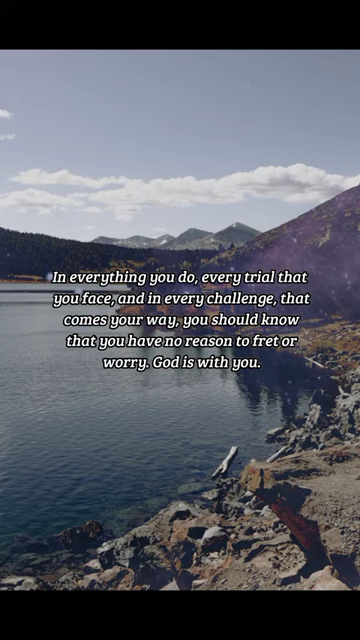 In everything you do, every trial that
you face, and in every challenge, that
comes your way, you should know
that you have no reason to fret or
worry. God is with you.